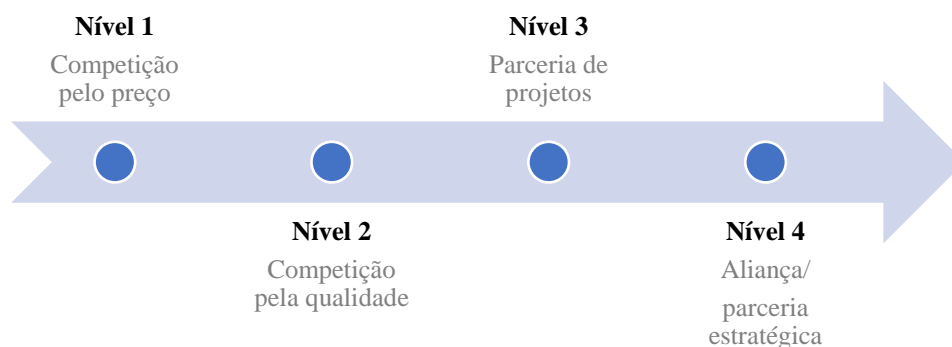 Nível 1
Competição
pelo preço
Nível 2
Competição
pela qualidade
Nível 3
Parceria de
projetos
Nível 4
Aliança/
parceria
estratégica